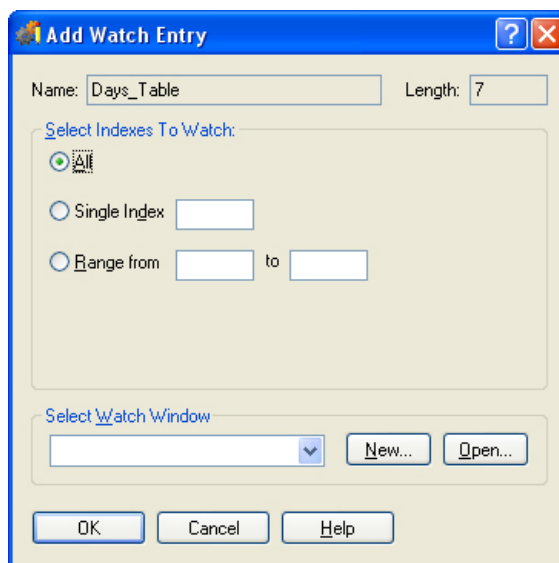 Add Watch Entry
Name: Days_Table Length: 7
Select Indexes To Watch:
All
Single Index
Range from to
Select Watch Window
New... Open...
OK Cancel Help